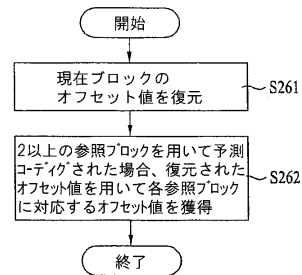 開始
現在ブロックの
オフセット値を復元
S261
2以上の参照ブロックを用いて予測
コーディグされた場合、復元された
オフセット値を用いて各参照ブロック
に対応するオフセット値を獲得
S262
終了